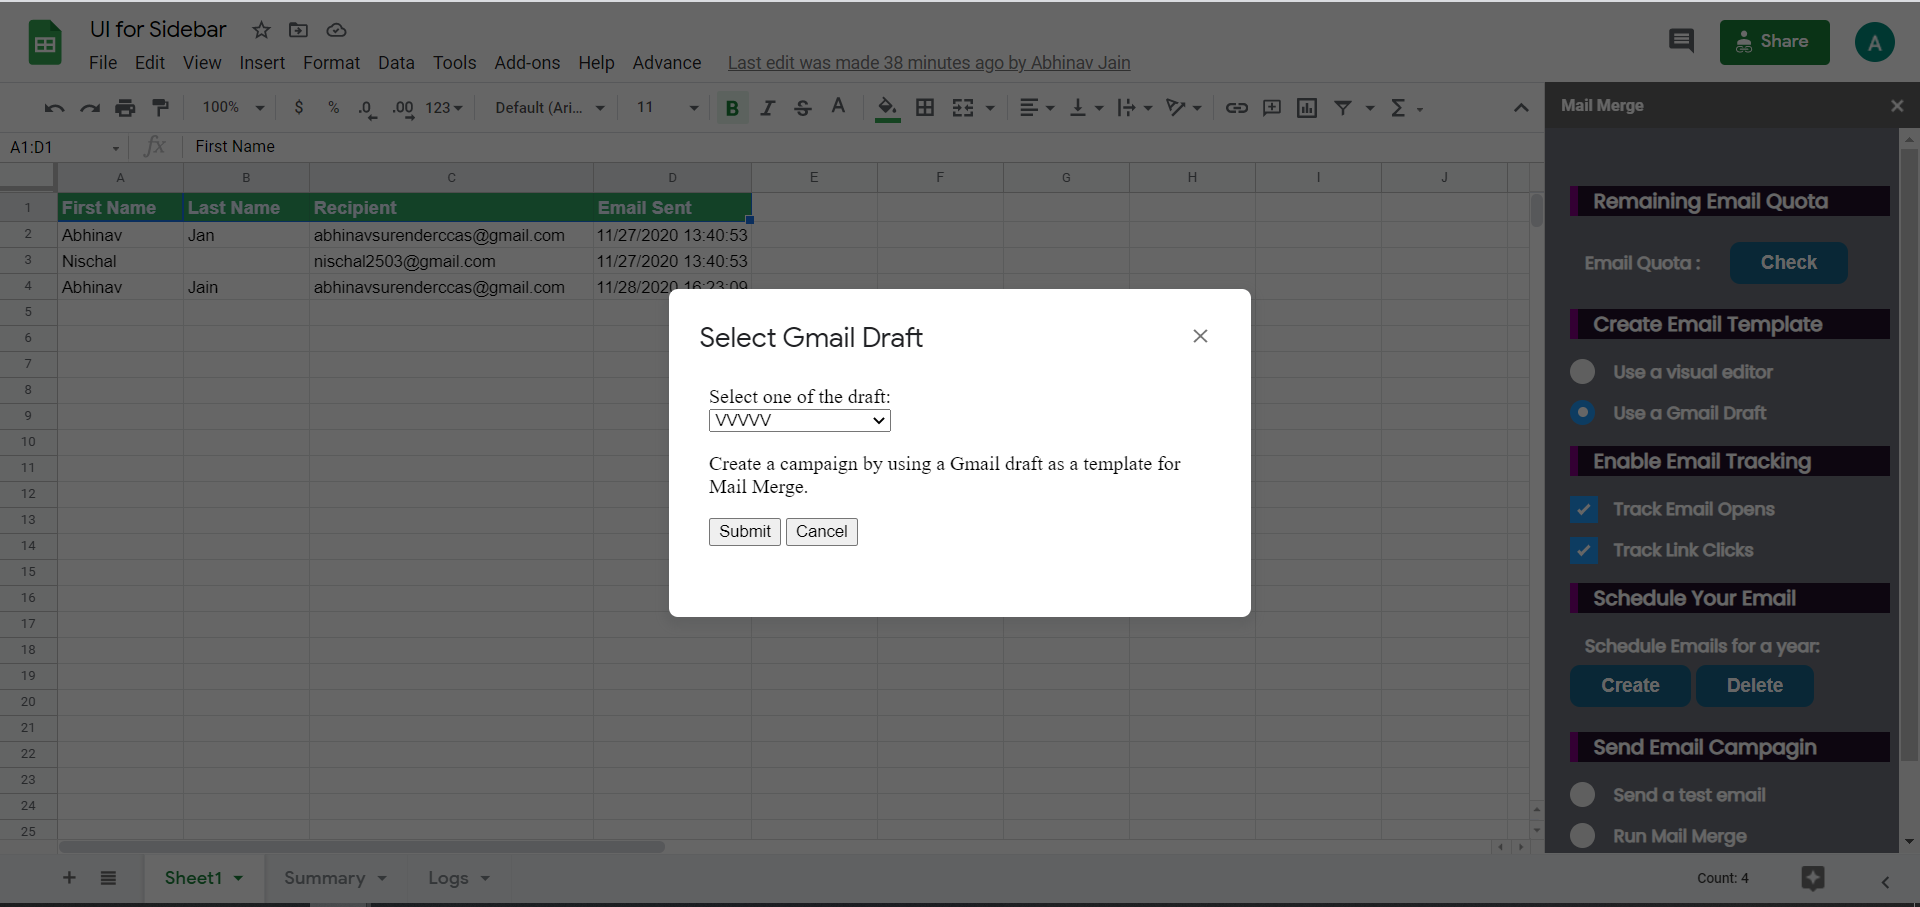 UI for Sidebar
File Edit View Insert Format Data Tools Add-ons Help Advance Last edit was made 38 minutes ago by Abhinav Jain
Share
A
100% $ % .0 .00 123 Default (Ari... 11 B I S A
A1:D1 fx First Name
A B C D E F G H I J
1 First Name Last Name Recipient Email Sent
2 Abhinav Jan abhinavsurenderccas@gmail.com 11/27/2020 13:40:53
3 Nischal nischal2503@gmail.com 11/27/2020 13:40:53
4 Abhinav Jain abhinavsurenderccas@gmail.com 11/28/2020 16:23:09
5
6
7
8
9
10
11
12
13
14
15
16
17
18
19
20
21
22
23
24
25
Select Gmail Draft
Select one of the draft:
VVVVV
Create a campaign by using a Gmail draft as a template for
Mail Merge.
Submit Cancel
Mail Merge
Remaining Email Quota
Email Quota : Check
Create Email Template
Use a visual editor
Use a Gmail Draft
Enable Email Tracking
Track Email Opens
Track Link Clicks
Schedule Your Email
Schedule Emails for a year:
Create Delete
Send Email Campagin
Send a test email
Run Mail Merge
Sheet1 Summary Logs
Count: 4